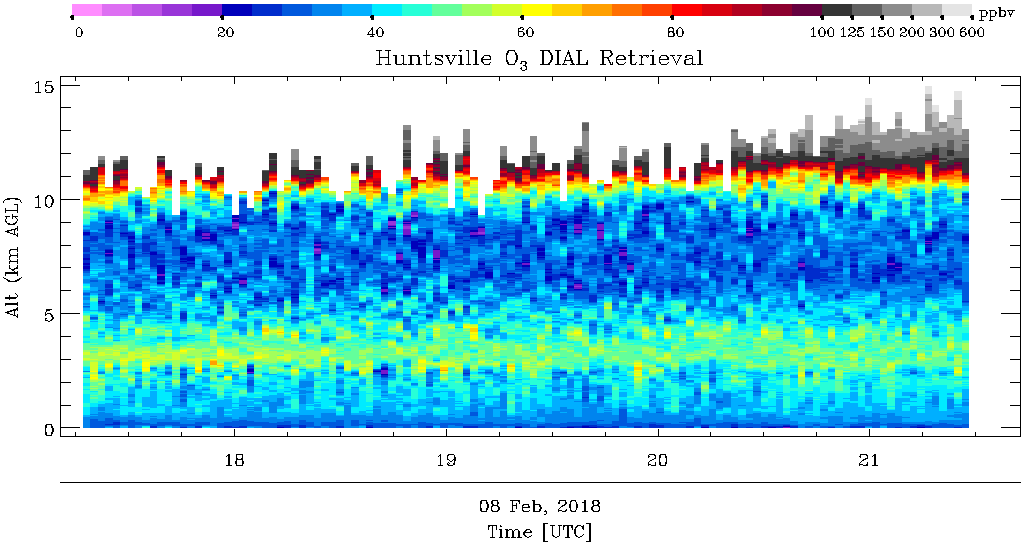 0 20 40 60 80 100 125 150 200 300 600 ppbv
Huntsville O3 DIAL Retrieval
15
10
5
0
Alt (km AGL)
18 19 20 21
08 Feb, 2018
Time [UTC]